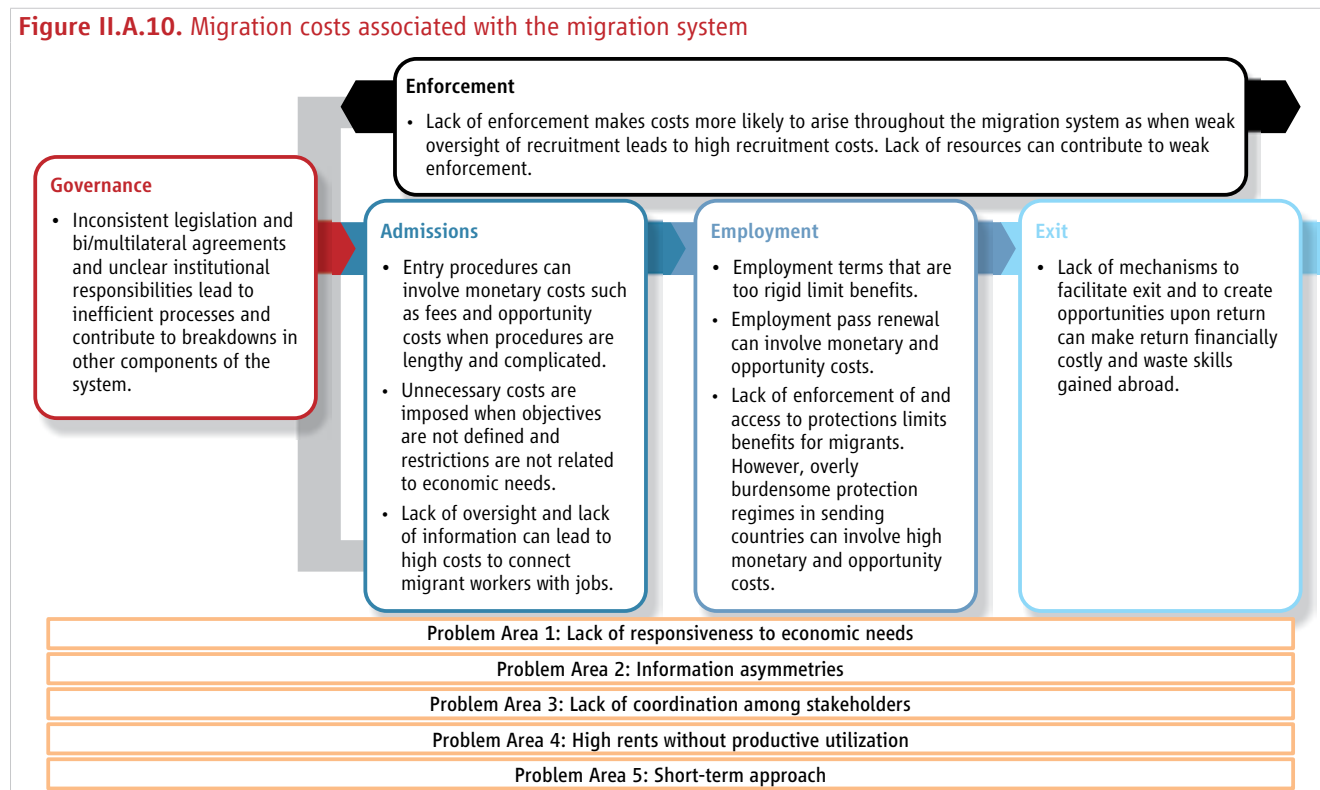 Figure II.A.10. Migration costs associated with the migration system
Enforcement
• Lack of enforcement makes costs more likely to arise throughout the migration system as when weak
oversight of recruitment leads to high recruitment costs. Lack of resources can contribute to weak
enforcement.
Governance
• Inconsistent legislation and
bi/multilateral agreements
and unclear institutional
responsibilities lead to
inefficient processes and
contribute to breakdowns in
other components of the
system.
Admissions
• Entry procedures can
involve monetary costs such
as fees and opportunity
costs when procedures are
lengthy and complicated.
• Unnecessary costs are
imposed when objectives
are not defined and
restrictions are not related
to economic needs.
• Lack of oversight and lack
of information can lead to
high costs to connect
migrant workers with jobs.
Employment
• Employment terms that are
too rigid limit benefits.
• Employment pass renewal
can involve monetary and
opportunity costs.
• Lack of enforcement of and
access to protections limits
benefits for migrants.
However, overly
burdensome protection
regimes in sending
countries can involve high
monetary and opportunity
costs.
Exit
• Lack of mechanisms to
facilitate exit and to create
opportunities upon return
can make return financially
costly and waste skills
gained abroad.
Problem Area 1: Lack of responsiveness to economic needs
Problem Area 2: Information asymmetries
Problem Area 3: Lack of coordination among stakeholders
Problem Area 4: High rents without productive utilization
Problem Area 5: Short-term approach